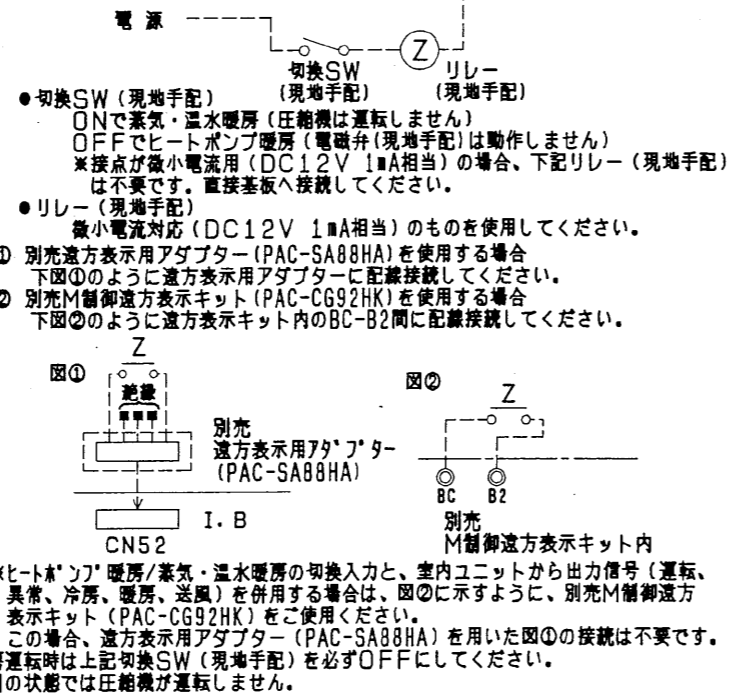 電源
Z
切換SW
(現地手配)
リレー
(現地手配)
●切換SW(現地手配)
ONで蒸気・温水暖房(圧縮機は運転しません)
OFFでヒートポンプ暖房(電磁弁(現地手配)は動作しません)
※接点が微小電流用(DC12V 1mA相当)の場合、下記リレー(現地手配)
は不要です。直接基板へ接続してください。
●リレー(現地手配)
微小電流対応(DC12V 1mA相当)のものを使用してください。
① 別売遠方表示用アダプター(PAC-SA88HA)を使用する場合
下図①のように遠方表示用アダプターに配線接続してください。
② 別売M制御遠方表示キット(PAC-CG92HK)を使用する場合
下図②のように遠方表示キット内のBC-B2間に配線接続してください。
図①
Z
絶縁
別売
遠方表示用アダプター
(PAC-SA88HA)
I.B
CN52
図②
Z
BC B2
別売
M制御遠方表示キット内
※ヒートポンプ暖房/蒸気・温水暖房の切換入力と、室内ユニットから出力信号(運転、
異常、冷房、暖房、送風)を併用する場合は、図②に示すように、別売M制御遠方
表示キット(PAC-CG92HK)をご使用ください。
この場合、遠方表示用アダプター(PAC-SA88HA)を用いた図①の接続は不要です。
運転時は上記切換SW(現地手配)を必ずOFFにしてください。
の状態では圧縮機が運転しません。